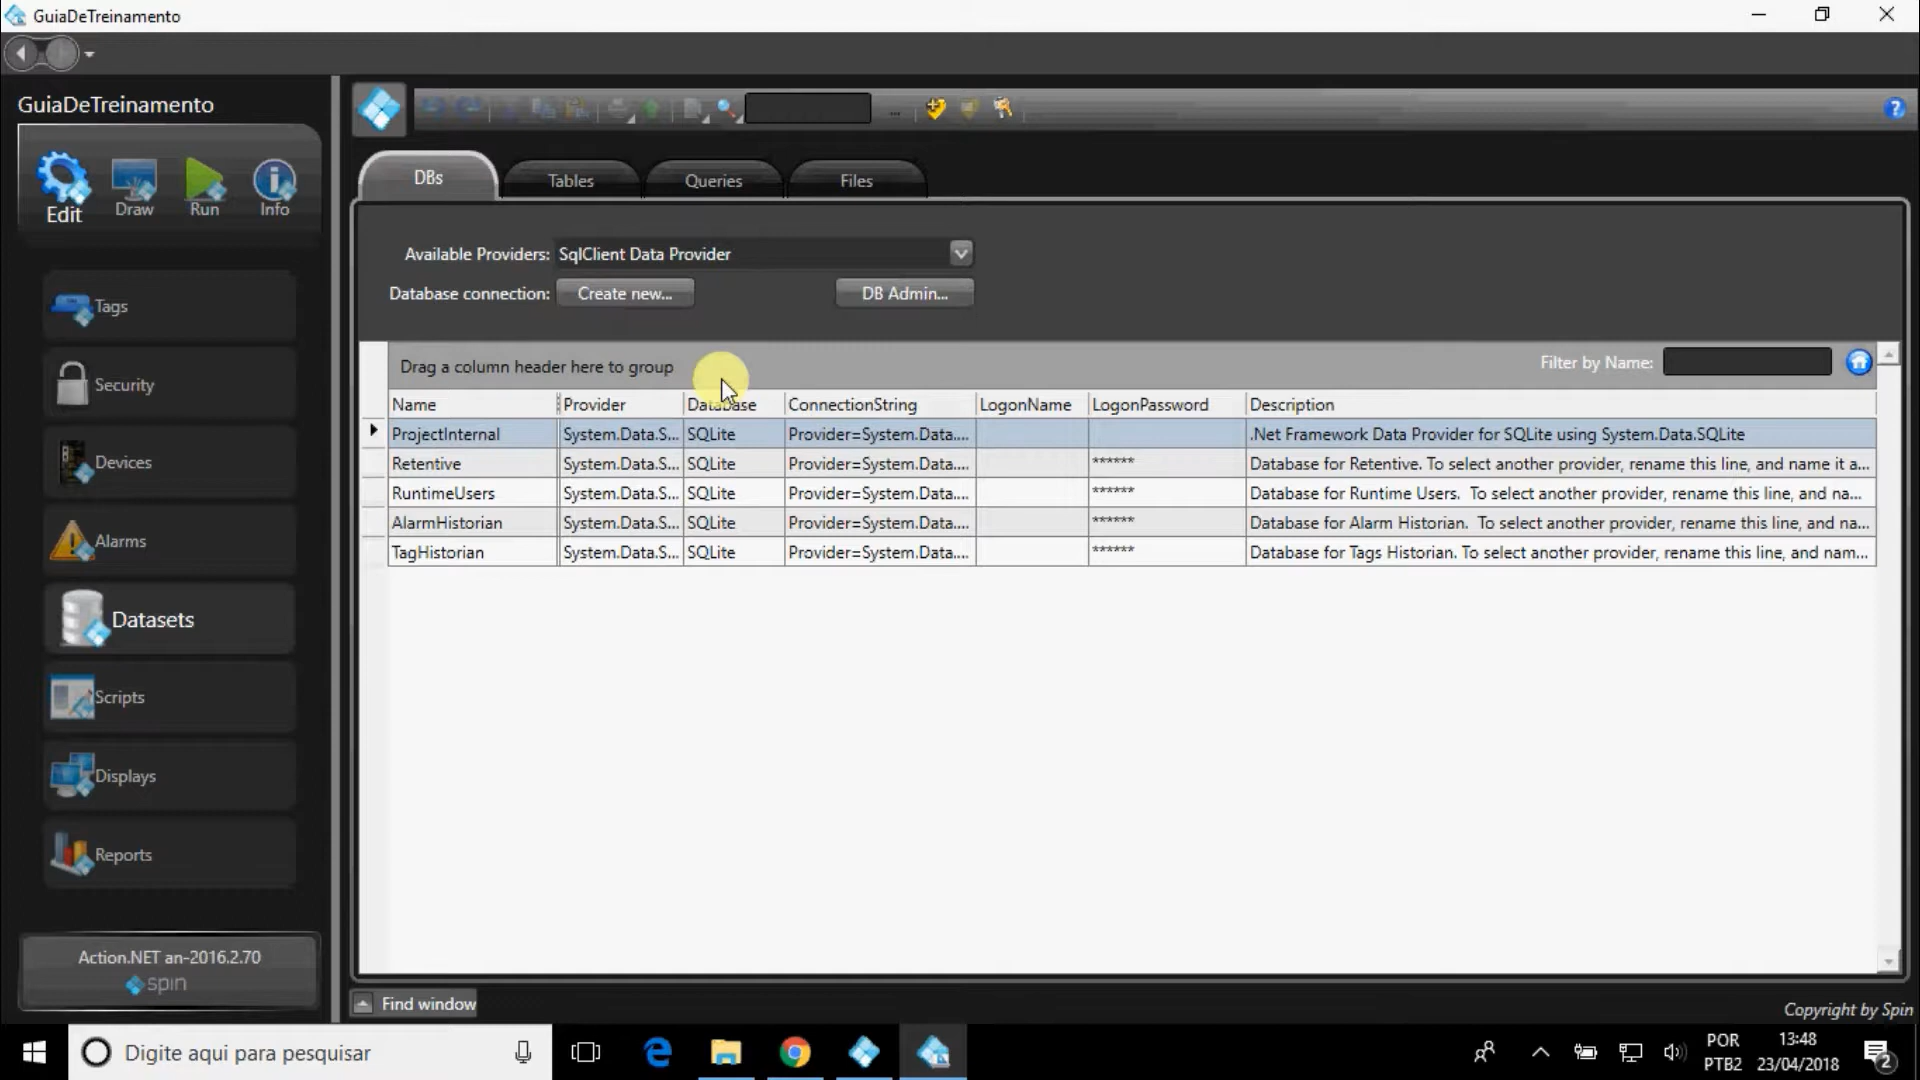 GuiaDeTreinamento
GuiaDeTreinamento
Edit
Draw
Run
Info
Tags
Security
Devices
Alarms
Datasets
Scripts
Displays
Reports
Action.NET an-2016.2.70
spin
...
DBs
Tables
Queries
Files
Available Providers: SqlClient Data Provider
Database connection: Create new... DB Admin...
Drag a column header here to group
Filter by Name:
Name Provider Database ConnectionString LogonName LogonPassword Description
ProjectInternal System.Data.S... SQLite Provider=System.Data.... .Net Framework Data Provider for SQLite using System.Data.SQLite
Retentive System.Data.S... SQLite Provider=System.Data.... ****** Database for Retentive. To select another provider, rename this line, and name it a...
RuntimeUsers System.Data.S... SQLite Provider=System.Data.... ****** Database for Runtime Users. To select another provider, rename this line, and na...
AlarmHistorian System.Data.S... SQLite Provider=System.Data.... ****** Database for Alarm Historian. To select another provider, rename this line, and na...
TagHistorian System.Data.S... SQLite Provider=System.Data.... ****** Database for Tags Historian. To select another provider, rename this line, and nam...
Find window
Copyright by Spin
Digite aqui para pesquisar
POR
PTB2
13:48
23/04/2018
2